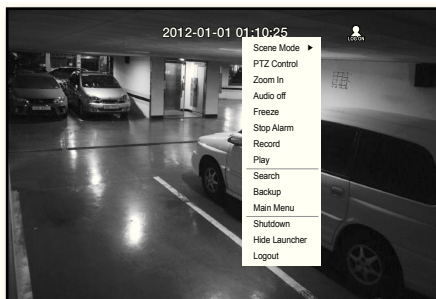 2012-01-01 01:10:25
LOG ON
Scene Mode
PTZ Control
Zoom In
Audio off
Freeze
Stop Alarm
Record
Play
Search
Backup
Main Menu
Shutdown
Hide Launcher
Logout